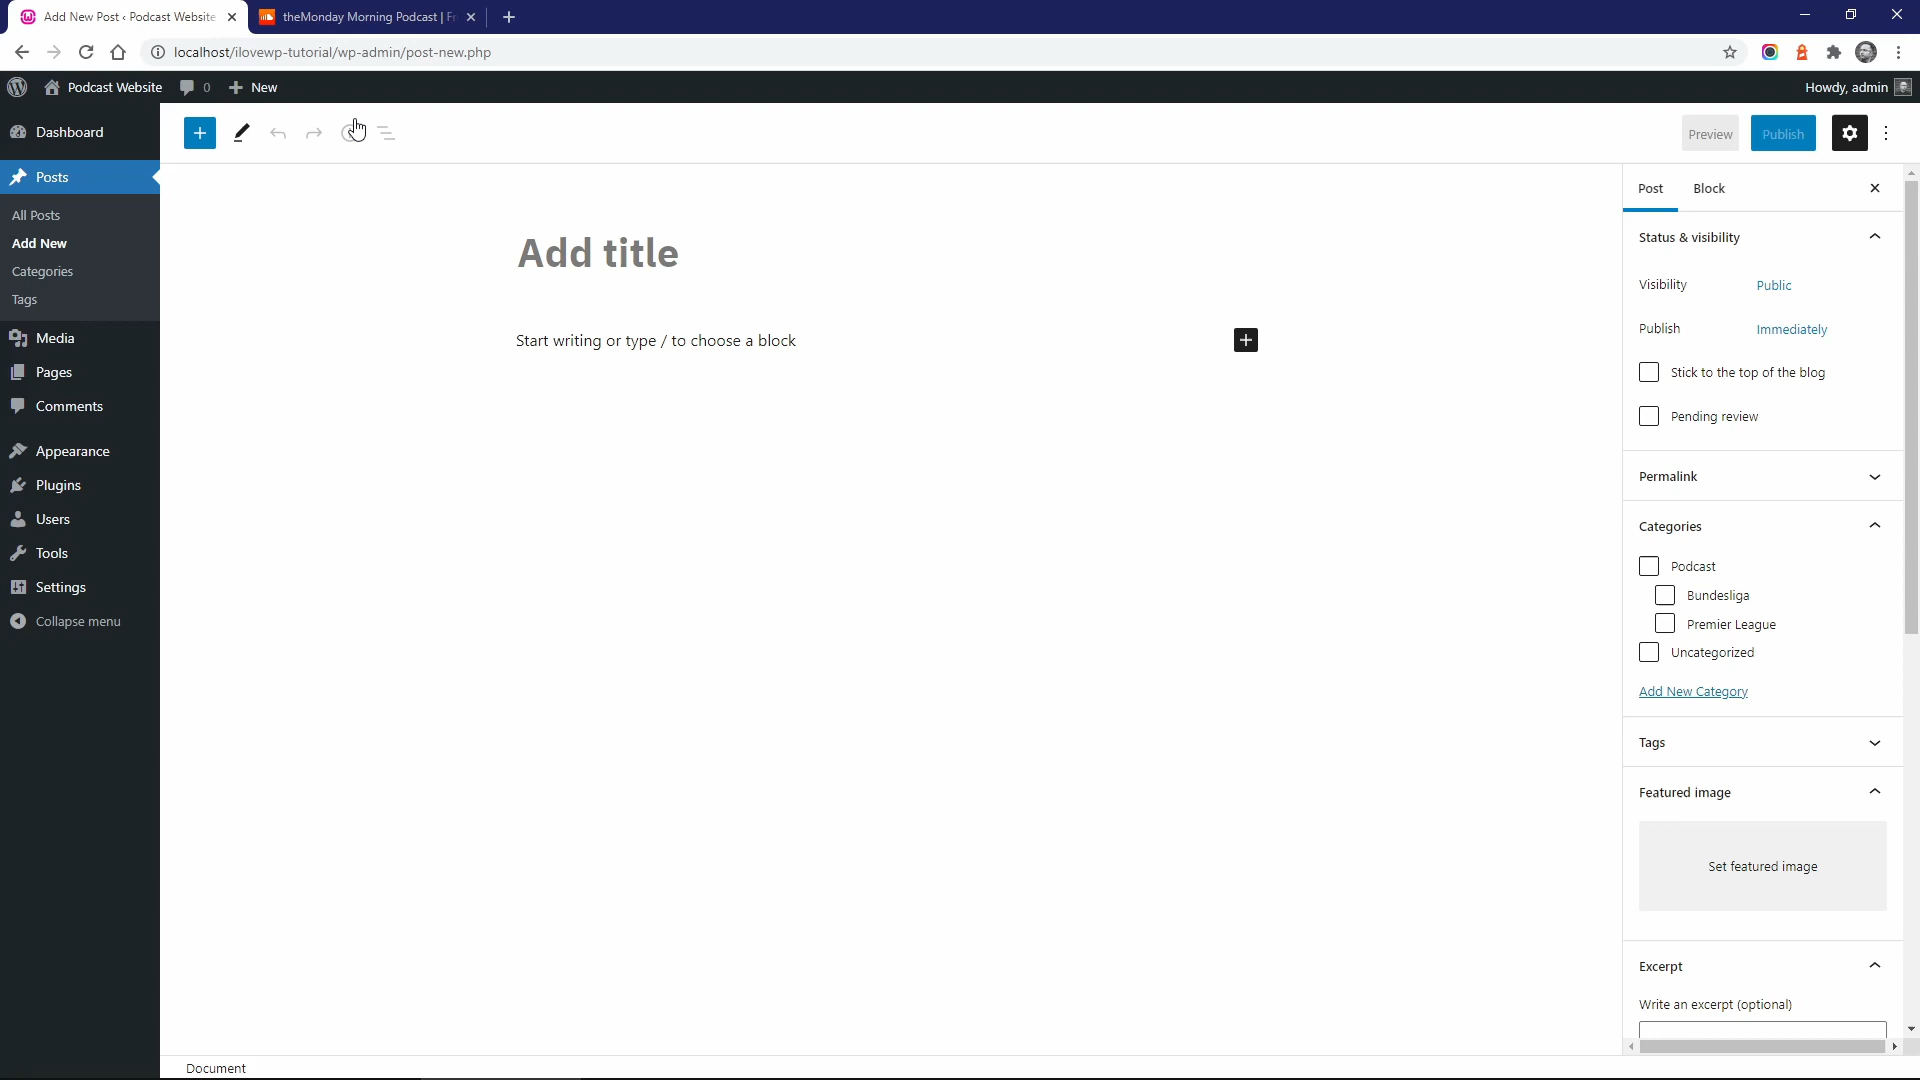 Add New Post ‹ Podcast Website
theMonday Morning Podcast | Fr
localhost/ilovewp-tutorial/wp-admin/post-new.php
Podcast Website
0
New
Howdy, admin
Dashboard
Posts
All Posts
Add New
Categories
Tags
Media
Pages
Comments
Appearance
Plugins
Users
Tools
Settings
Collapse menu
Preview
Publish
Add title
Start writing or type / to choose a block
Post
Block
Status & visibility
Visibility
Public
Publish
Immediately
Stick to the top of the blog
Pending review
Permalink
Categories
Podcast
Bundesliga
Premier League
Uncategorized
Add New Category
Tags
Featured image
Set featured image
Excerpt
Write an excerpt (optional)
Document